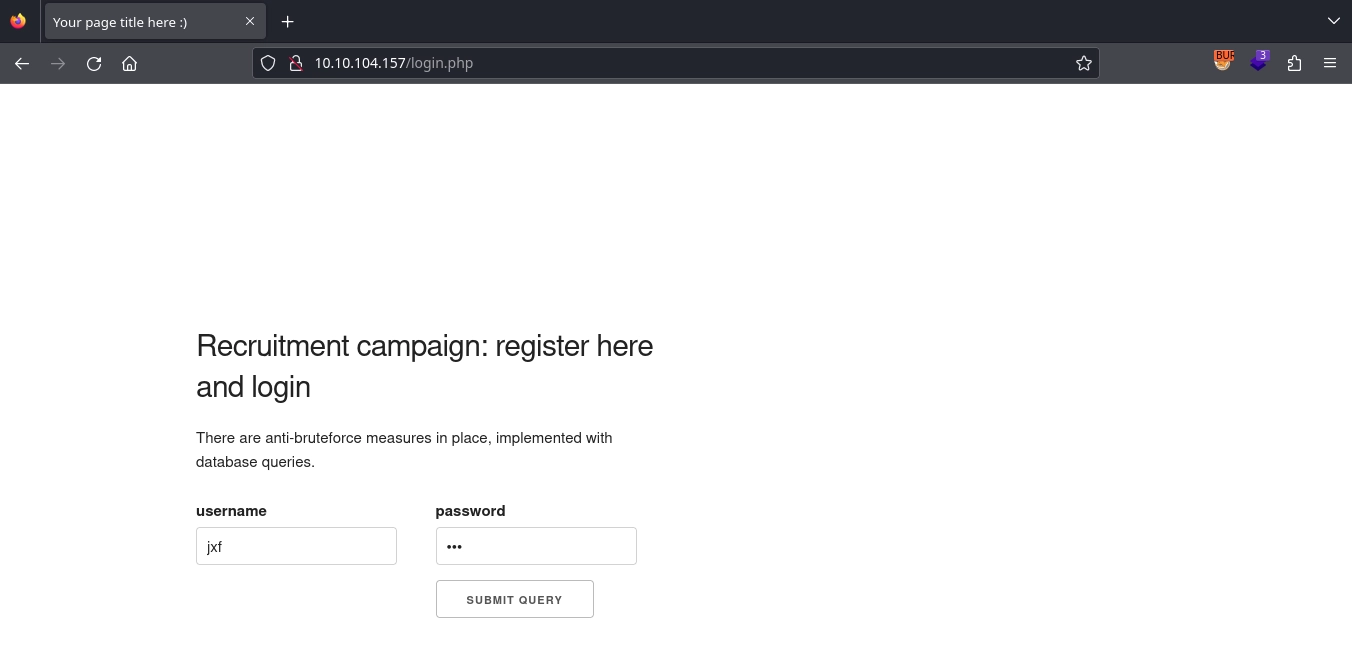 Your page title here :)
10.10.104.157/login.php
BUR
3
Recruitment campaign: register here
and login
There are anti-bruteforce measures in place, implemented with
database queries.
username password
jxf •••
SUBMIT QUERY